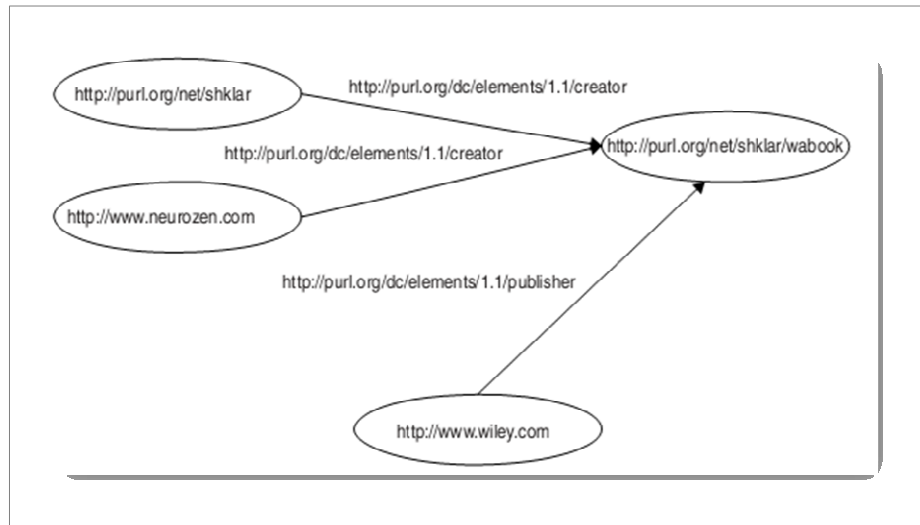 http://purl.org/dc/elements/1.1/creator
http://purl.org/net/shklar
http://purl.org/net/shklar/wabook
http://purl.org/dc/elements/1.1/creator
http://www.neurozen.com
http://purl.org/dc/elements/1.1/publisher
http://www.wiley.com